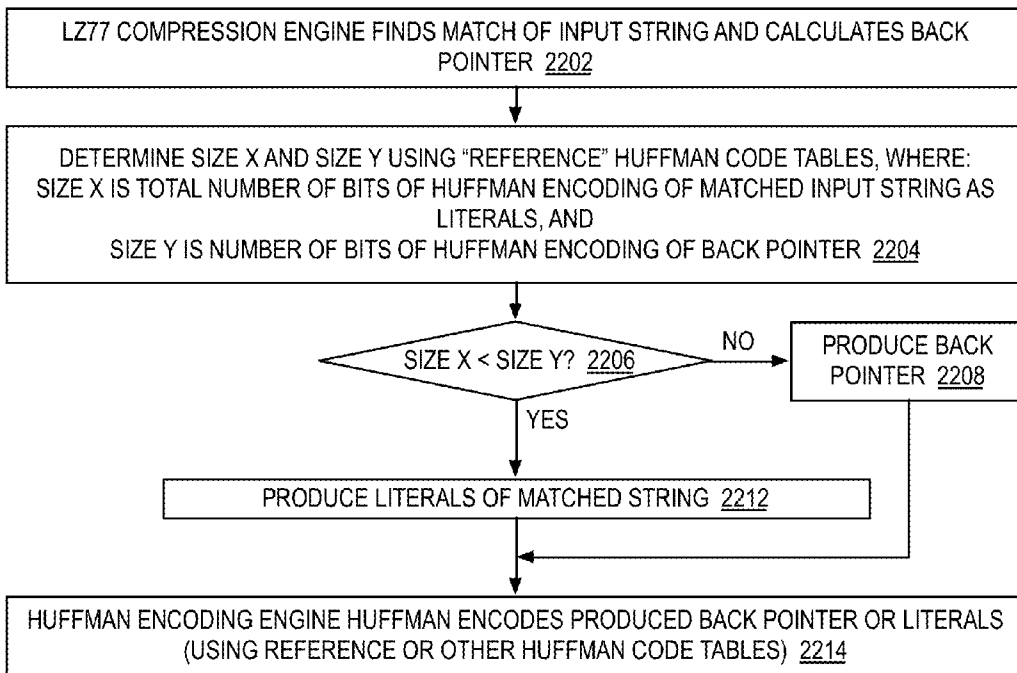 LZ77 COMPRESSION ENGINE FINDS MATCH OF INPUT STRING AND CALCULATES BACK
POINTER 2202
DETERMINE SIZE X AND SIZE Y USING “REFERENCE” HUFFMAN CODE TABLES, WHERE:
SIZE X IS TOTAL NUMBER OF BITS OF HUFFMAN ENCODING OF MATCHED INPUT STRING AS
LITERALS, AND
SIZE Y IS NUMBER OF BITS OF HUFFMAN ENCODING OF BACK POINTER 2204
SIZE X < SIZE Y? 2206
NO
PRODUCE BACK
POINTER 2208
YES
PRODUCE LITERALS OF MATCHED STRING 2212
HUFFMAN ENCODING ENGINE HUFFMAN ENCODES PRODUCED BACK POINTER OR LITERALS
(USING REFERENCE OR OTHER HUFFMAN CODE TABLES) 2214